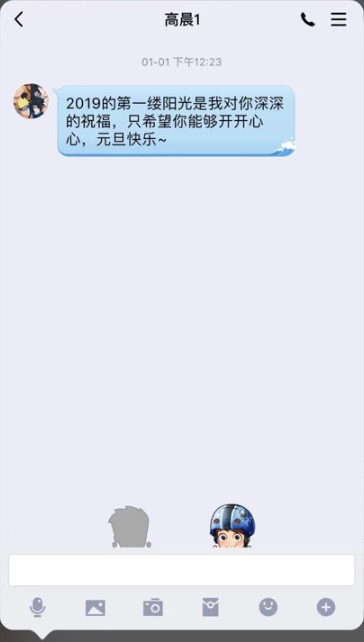 高晨1
01-01 下午12:23
2019的第一缕阳光是我对你深深
的祝福，只希望你能够开开心
心，元旦快乐~